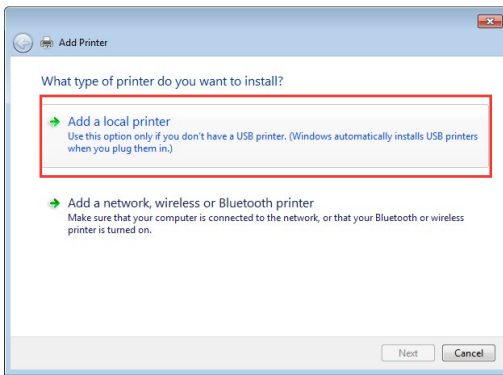 Add Printer
What type of printer do you want to install?
Add a local printer
Use this option only if you don't have a USB printer. (Windows automatically installs USB printers
when you plug them in.)
Add a network, wireless or Bluetooth printer
Make sure that your computer is connected to the network, or that your Bluetooth or wireless
printer is turned on.
Next
Cancel